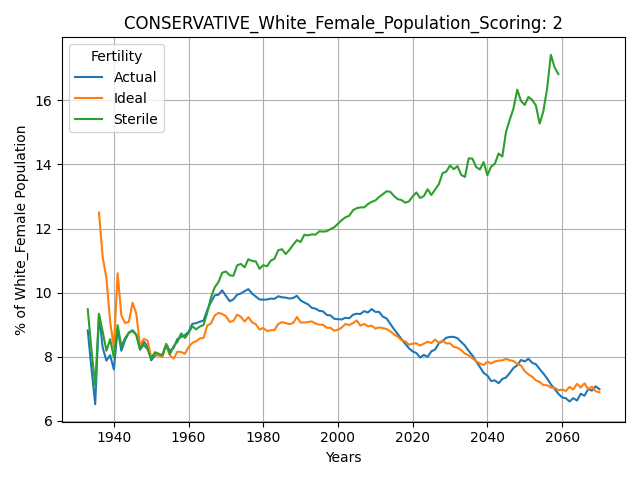 CONSERVATIVE_White_Female_Population_Scoring: 2
Fertility
Actual
Ideal
Sterile
% of White_Female Population
16
14
12
10
8
6
1940
1960
1980
2000
2020
2040
2060
Years